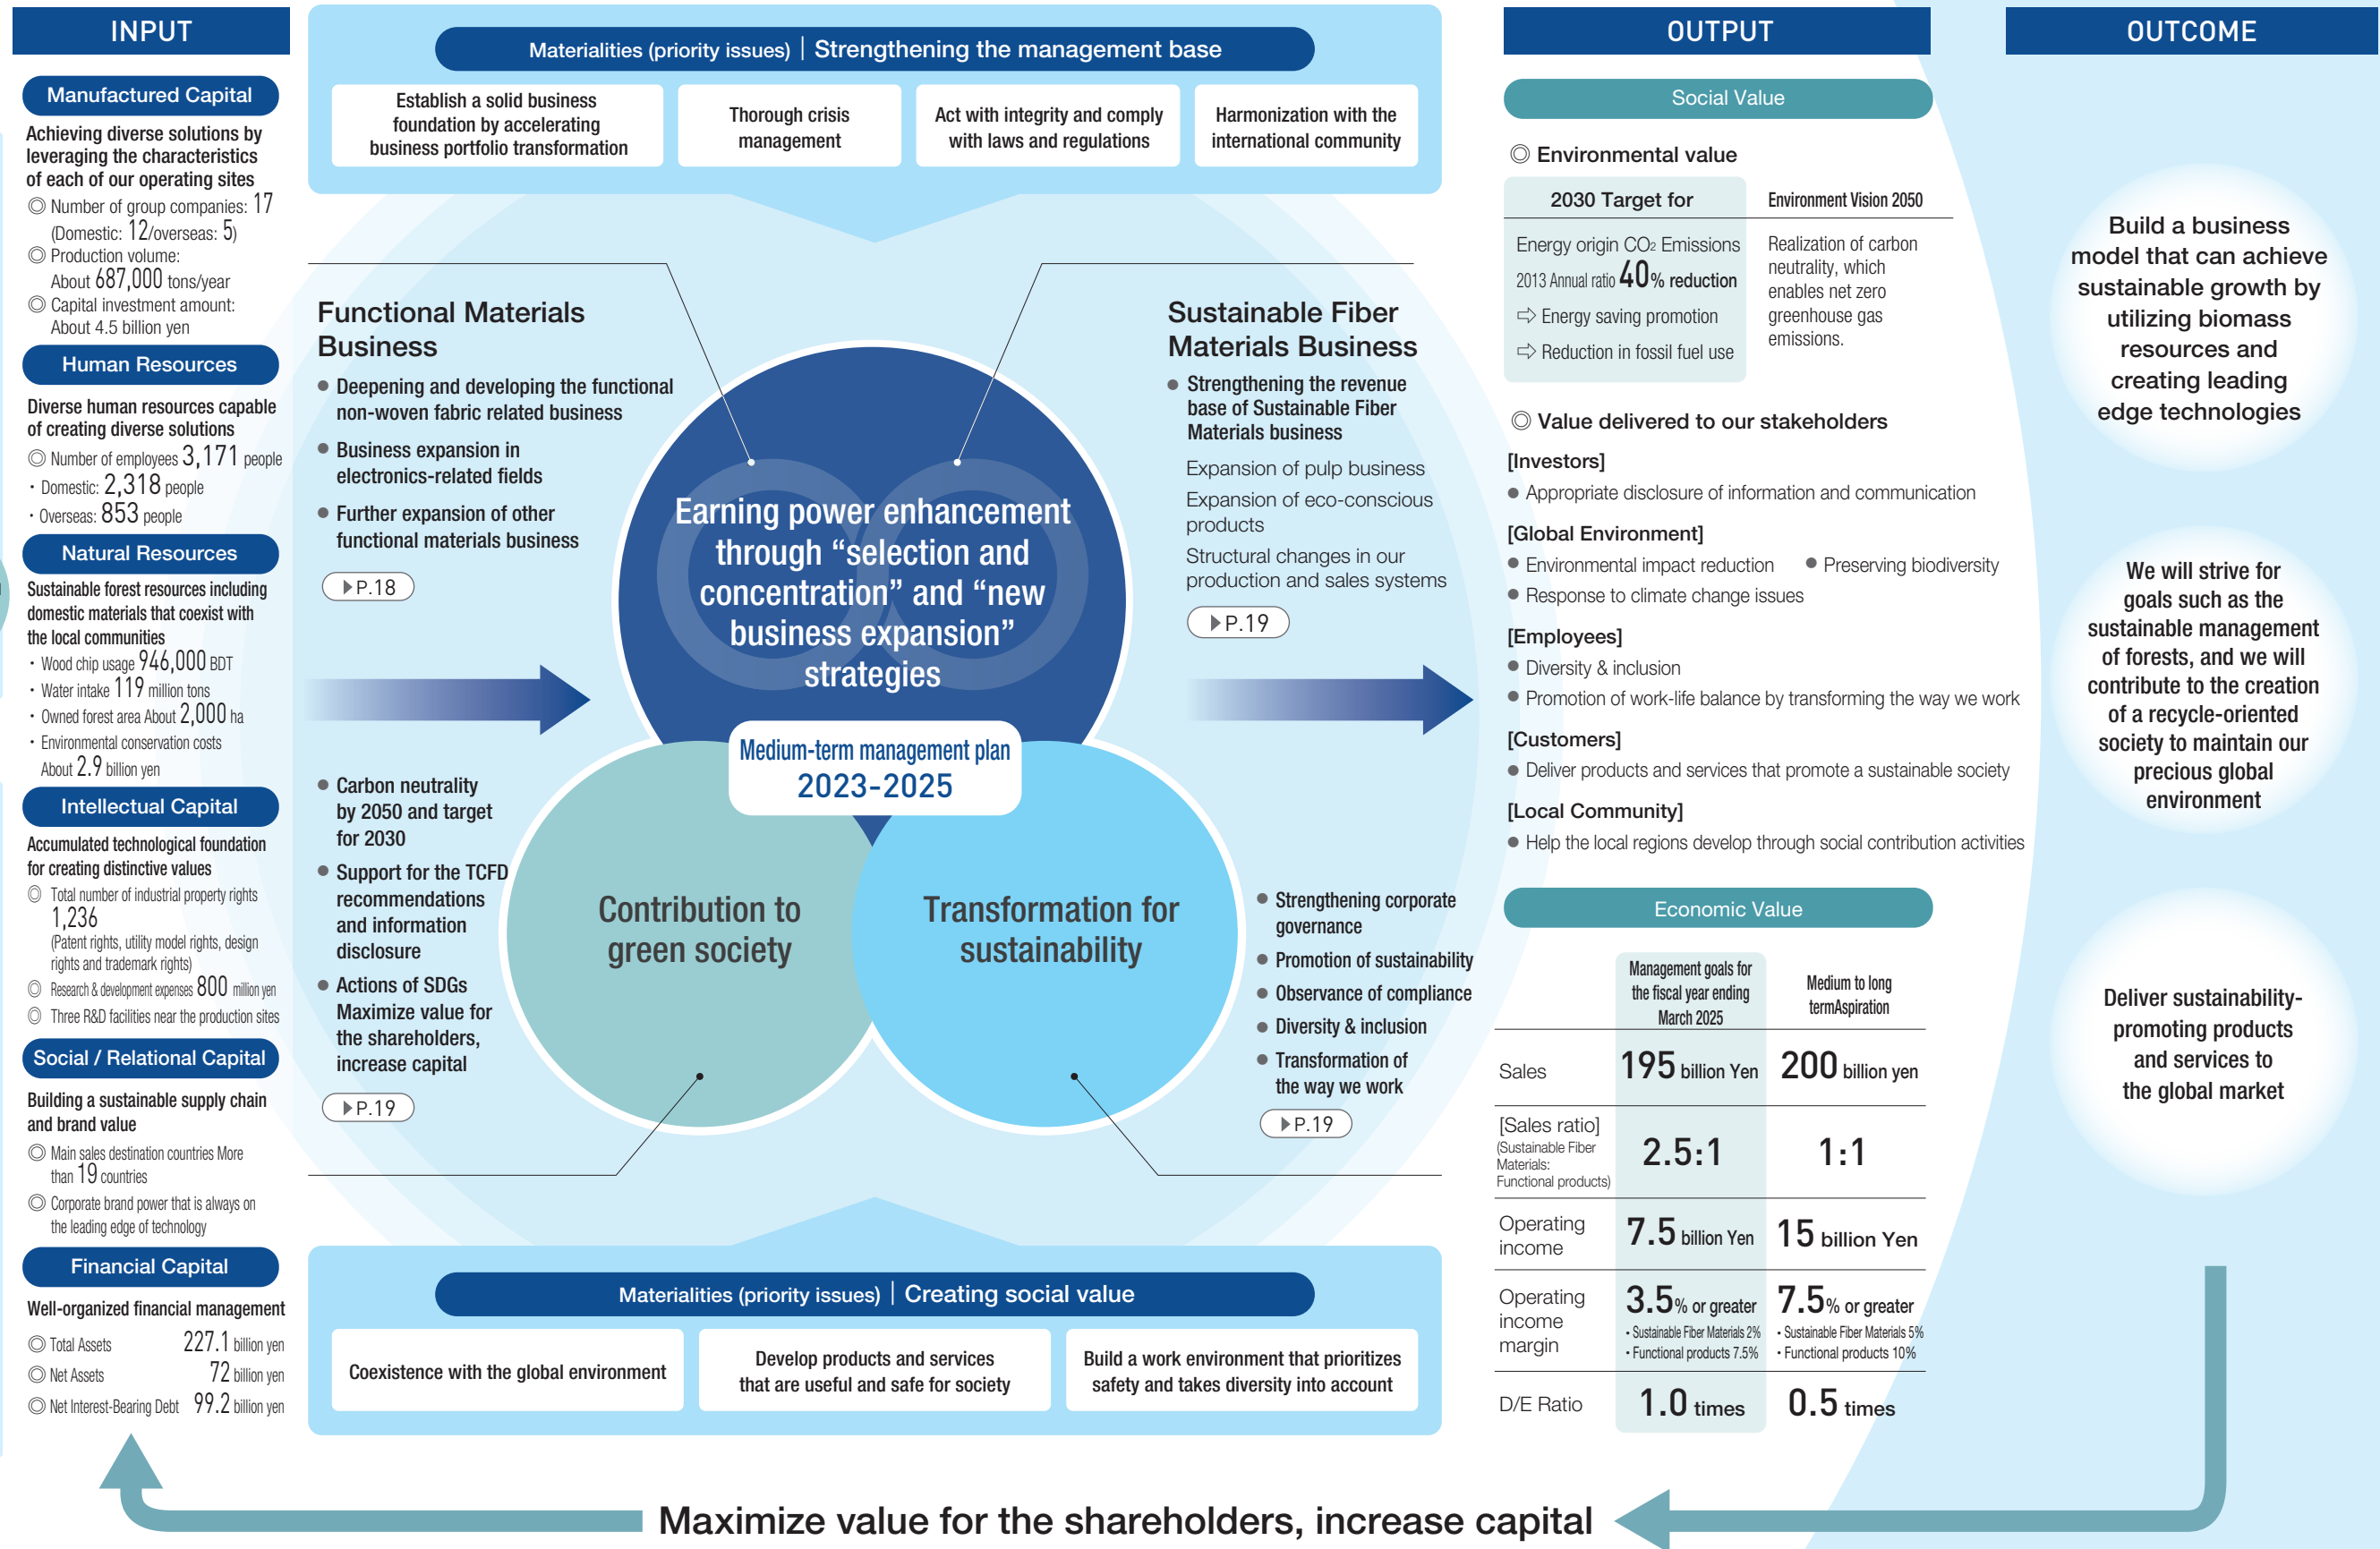 INPUT
Manufactured Capital
Achieving diverse solutions by
leveraging the characteristics
of each of our operating sites
◎ Number of group companies: 17
(Domestic: 12/overseas: 5)
◎ Production volume:
About 687,000 tons/year
◎ Capital investment amount:
About 4.5 billion yen
Human Resources
Diverse human resources capable
of creating diverse solutions
◎ Number of employees 3,171 people
・Domestic: 2,318 people
・Overseas: 853 people
Natural Resources
Sustainable forest resources including
domestic materials that coexist with
the local communities
・Wood chip usage 946,000 BDT
・Water intake 119 million tons
・Owned forest area About 2,000 ha
・Environmental conservation costs
About 2.9 billion yen
Intellectual Capital
Accumulated technological foundation
for creating distinctive values
◎ Total number of industrial property rights
1,236
(Patent rights, utility model rights, design
rights and trademark rights)
◎ Research & development expenses 800 million yen
◎ Three R&D facilities near the production sites
Social / Relational Capital
Building a sustainable supply chain
and brand value
◎ Main sales destination countries More
than 19 countries
◎ Corporate brand power that is always on
the leading edge of technology
Financial Capital
Well-organized financial management
◎ Total Assets 227.1 billion yen
◎ Net Assets 72 billion yen
◎ Net Interest-Bearing Debt 99.2 billion yen
Materialities (priority issues) | Strengthening the management base
Establish a solid business
foundation by accelerating
business portfolio transformation
Thorough crisis
management
Act with integrity and comply
with laws and regulations
Harmonization with the
international community
Functional Materials
Business
● Deepening and developing the functional
non-woven fabric related business
● Business expansion in
electronics-related fields
● Further expansion of other
functional materials business
▶P.18
Sustainable Fiber
Materials Business
● Strengthening the revenue
base of Sustainable Fiber
Materials business
Expansion of pulp business
Expansion of eco-conscious
products
Structural changes in our
production and sales systems
▶P.19
Earning power enhancement
through “selection and
concentration” and “new
business expansion”
strategies
Medium-term management plan
2023-2025
● Carbon neutrality
by 2050 and target
for 2030
● Support for the TCFD
recommendations
and information
disclosure
● Actions of SDGs
Maximize value for
the shareholders,
increase capital
▶P.19
Contribution to
green society
Transformation for
sustainability
● Strengthening corporate
governance
● Promotion of sustainability
● Observance of compliance
● Diversity & inclusion
● Transformation of
the way we work
▶P.19
Materialities (priority issues) | Creating social value
Coexistence with the global environment
Develop products and services
that are useful and safe for society
Build a work environment that prioritizes
safety and takes diversity into account
OUTPUT
Social Value
◎ Environmental value
2030 Target for
Energy origin CO2 Emissions
2013 Annual ratio 40% reduction
⇨ Energy saving promotion
⇨ Reduction in fossil fuel use
Environment Vision 2050
Realization of carbon
neutrality, which
enables net zero
greenhouse gas
emissions.
◎ Value delivered to our stakeholders
[Investors]
● Appropriate disclosure of information and communication
[Global Environment]
● Environmental impact reduction ● Preserving biodiversity
● Response to climate change issues
[Employees]
● Diversity & inclusion
● Promotion of work-life balance by transforming the way we work
[Customers]
● Deliver products and services that promote a sustainable society
[Local Community]
● Help the local regions develop through social contribution activities
Economic Value
Management goals for
the fiscal year ending
March 2025
Medium to long
termAspiration
Sales 195 billion Yen 200 billion yen
[Sales ratio]
(Sustainable Fiber
Materials:
Functional products)
2.5:1 1:1
Operating
income
7.5 billion Yen 15 billion Yen
Operating
income
margin
3.5% or greater
・Sustainable Fiber Materials 2%
・Functional products 7.5%
7.5% or greater
・Sustainable Fiber Materials 5%
・Functional products 10%
D/E Ratio 1.0 times 0.5 times
OUTCOME
Build a business
model that can achieve
sustainable growth by
utilizing biomass
resources and
creating leading
edge technologies
We will strive for
goals such as the
sustainable management
of forests, and we will
contribute to the creation
of a recycle-oriented
society to maintain our
precious global
environment
Deliver sustainability-
promoting products
and services to
the global market
Maximize value for the shareholders, increase capital